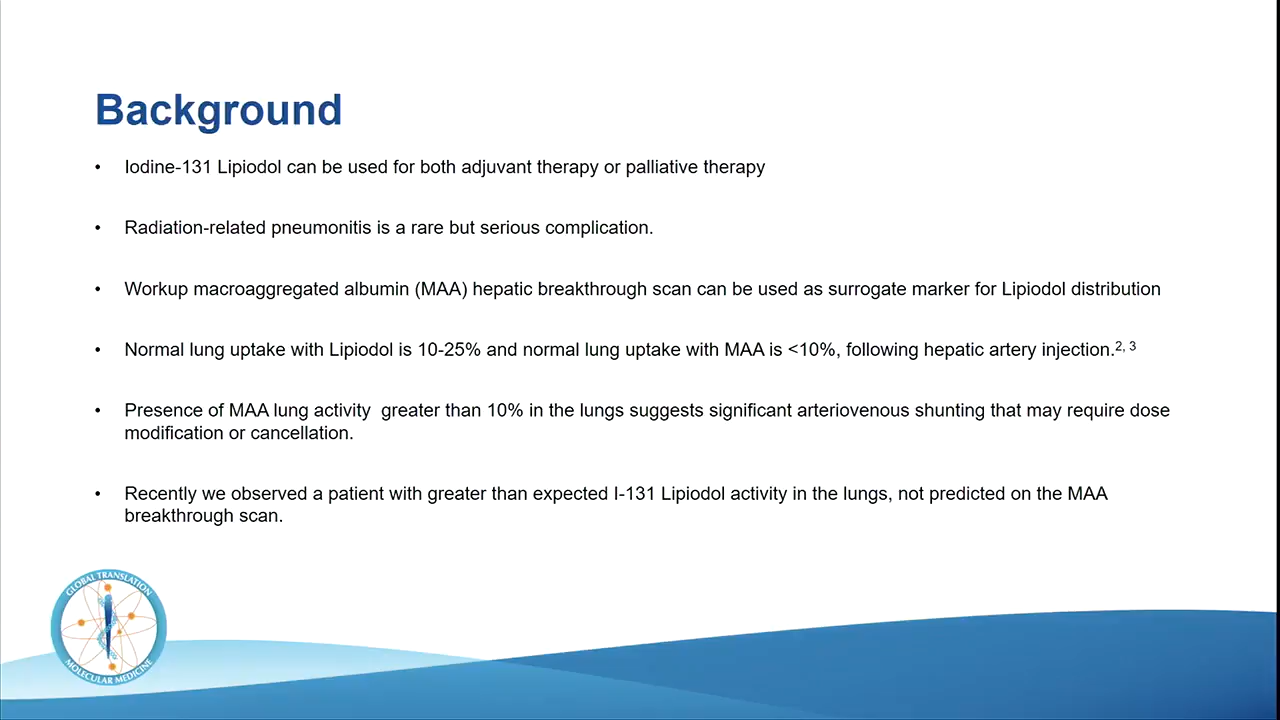 Background
• Iodine-131 Lipiodol can be used for both adjuvant therapy or palliative therapy
• Radiation-related pneumonitis is a rare but serious complication.
• Workup macroaggregated albumin (MAA) hepatic breakthrough scan can be used as surrogate marker for Lipiodol distribution
• Normal lung uptake with Lipiodol is 10-25% and normal lung uptake with MAA is <10%, following hepatic artery injection.2, 3
• Presence of MAA lung activity  greater than 10% in the lungs suggests significant arteriovenous shunting that may require dose
modification or cancellation.
• Recently we observed a patient with greater than expected I-131 Lipiodol activity in the lungs, not predicted on the MAA
breakthrough scan.
GLOBAL TRANSLATION
MOLECULAR MEDICINE